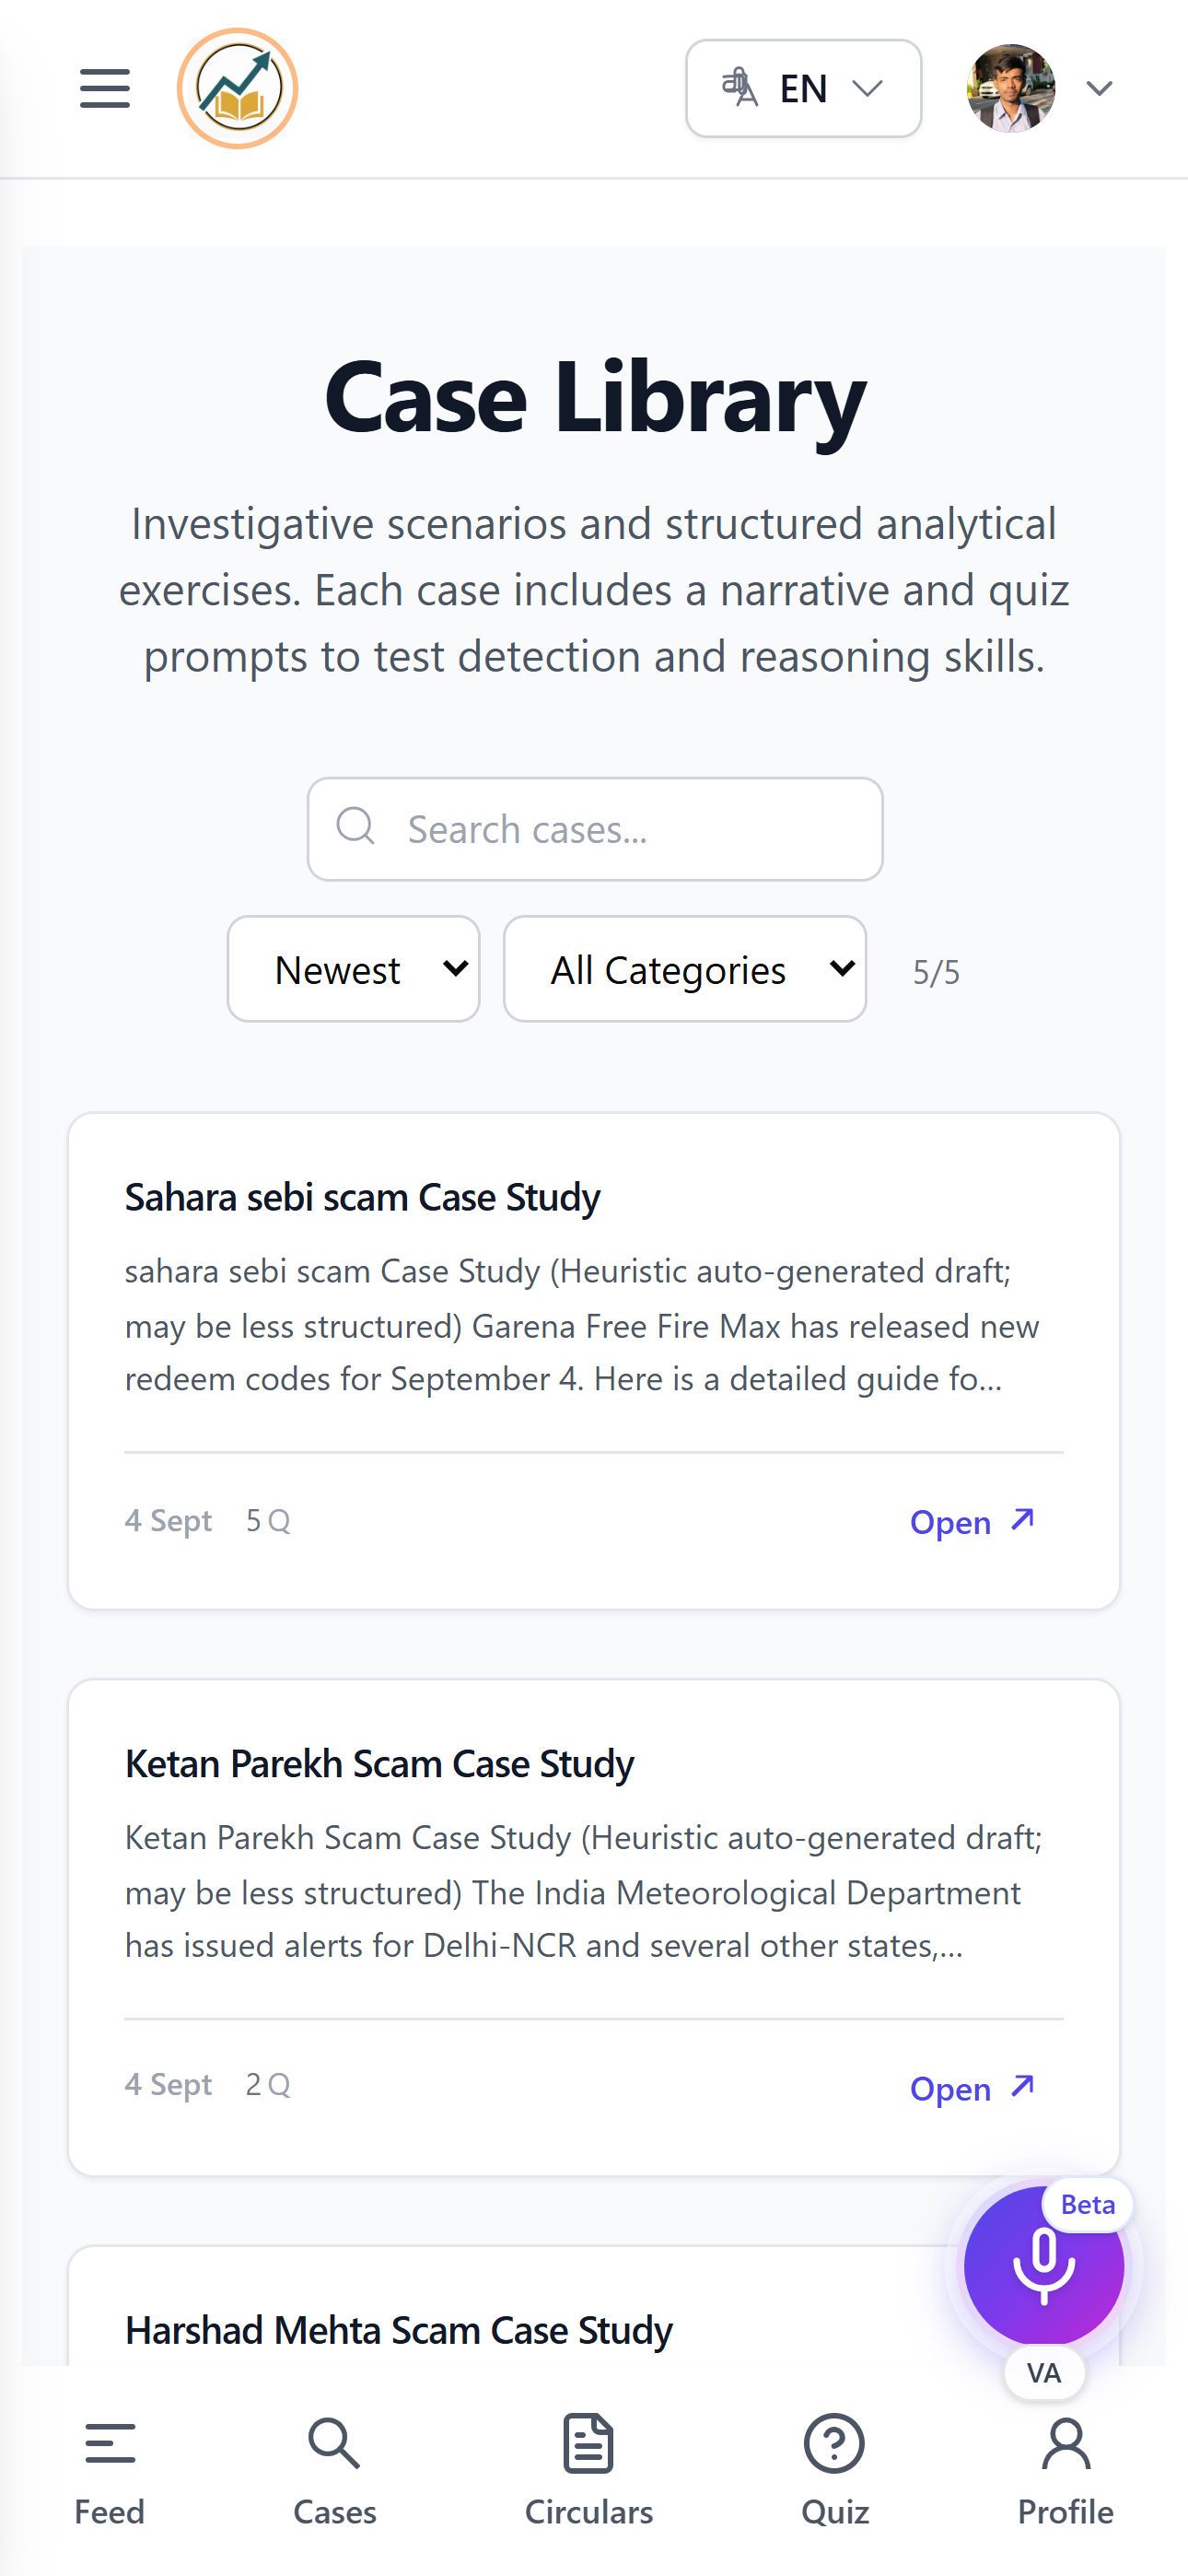 EN
Case Library
Investigative scenarios and structured analytical
exercises. Each case includes a narrative and quiz
prompts to test detection and reasoning skills.
Search cases...
Newest
All Categories
5/5
Sahara sebi scam Case Study
sahara sebi scam Case Study (Heuristic auto-generated draft;
may be less structured) Garena Free Fire Max has released new
redeem codes for September 4. Here is a detailed guide fo...
4 Sept 5 Q
Open
Ketan Parekh Scam Case Study
Ketan Parekh Scam Case Study (Heuristic auto-generated draft;
may be less structured) The India Meteorological Department
has issued alerts for Delhi-NCR and several other states,...
4 Sept 2 Q
Open
Beta
Harshad Mehta Scam Case Study
VA
Feed
Cases
Circulars
Quiz
Profile